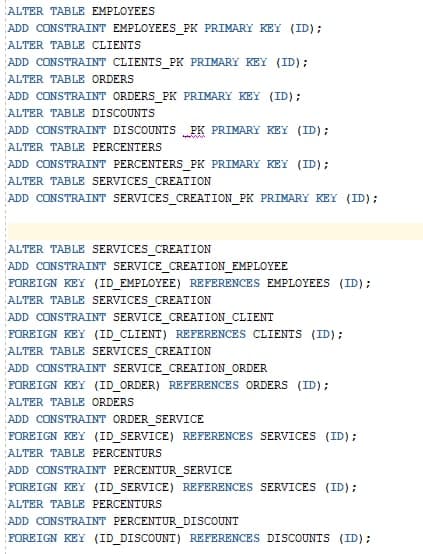 ALTER TABLE EMPLOYEES
ADD CONSTRAINT EMPLOYEES_PK PRIMARY KEY (ID);
ALTER TABLE CLIENTS
ADD CONSTRAINT CLIENTS_PK PRIMARY KEY (ID);
ALTER TABLE ORDERS
ADD CONSTRAINT ORDERS_PK PRIMARY KEY (ID);
ALTER TABLE DISCOUNTS
ADD CONSTRAINT DISCOUNTS _PK PRIMARY KEY (ID);
ALTER TABLE PERCENTERS
ADD CONSTRAINT PERCENTERS_PK PRIMARY KEY (ID);
ALTER TABLE SERVICES_CREATION
ADD CONSTRAINT SERVICES_CREATION_PK PRIMARY KEY (ID);
ALTER TABLE SERVICES_CREATION
ADD CONSTRAINT SERVICE_CREATION_EMPLOYEE
FOREIGN KEY (ID_EMPLOYEE) REFERENCES EMPLOYEES (ID);
ALTER TABLE SERVICES_CREATION
ADD CONSTRAINT SERVICE_CREATION_CLIENT
FOREIGN KEY (ID_CLIENT) REFERENCES CLIENTS (ID);
ALTER TABLE SERVICES_CREATION
ADD CONSTRAINT SERVICE_CREATION_ORDER
FOREIGN KEY (ID_ORDER) REFERENCES ORDERS (ID);
ALTER TABLE ORDERS
ADD CONSTRAINT ORDER_SERVICE
FOREIGN KEY (ID_SERVICE) REFERENCES SERVICES (ID);
ALTER TABLE PERCENTURS
ADD CONSTRAINT PERCENTUR_SERVICE
FOREIGN KEY (ID_SERVICE) REFERENCES SERVICES (ID);
ALTER TABLE PERCENTURS
ADD CONSTRAINT PERCENTUR_DISCOUNT
FOREIGN KEY (ID_DISCOUNT) REFERENCES DISCOUNTS (ID);